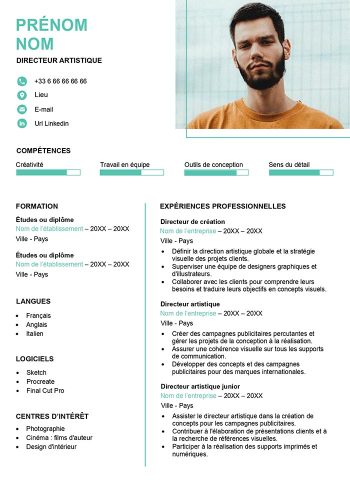 PRÉNOM
NOM
DIRECTEUR ARTISTIQUE
+33 6 66 66 66 66
Lieu
E-mail
Url Linkedin
COMPÉTENCES
Créativité
Travail en équipe
Outils de conception
Sens du détail
FORMATION
Études ou diplôme
Nom de l'établissement – 20XX – 20XX
Ville - Pays
Études ou diplôme
Nom de l'établissement – 20XX – 20XX
Ville - Pays
LANGUES
• Français
• Anglais
• Italien
LOGICIELS
• Sketch
• Procreate
• Final Cut Pro
CENTRES D'INTÉRÊT
• Photographie
• Cinéma : films d'auteur
• Design d'intérieur
EXPÉRIENCES PROFESSIONNELLES
Directeur de création
Nom de l'entreprise – 20XX – 20XX
Ville - Pays
• Définir la direction artistique globale et la stratégie
visuelle des projets clients.
• Superviser une équipe de designers graphiques et
d'illustrateurs.
• Collaborer avec les clients pour comprendre leurs
besoins et traduire leurs objectifs en concepts visuels.
Directeur artistique
Nom de l'entreprise – 20XX – 20XX
Ville - Pays
• Créer des campagnes publicitaires percutantes et
gérer les projets de la conception à la réalisation.
• Assurer une cohérence visuelle sur tous les supports
de communication.
• Développer des concepts et des campagnes
publicitaires pour des marques internationales.
Directeur artistique junior
Nom de l'entreprise – 20XX – 20XX
Ville - Pays
• Assister le directeur artistique dans la création de
concepts pour les campagnes publicitaires.
• Contribuer à l'élaboration de présentations clients et à
la recherche de références visuelles.
• Participer à la réalisation des supports imprimés et
numériques.